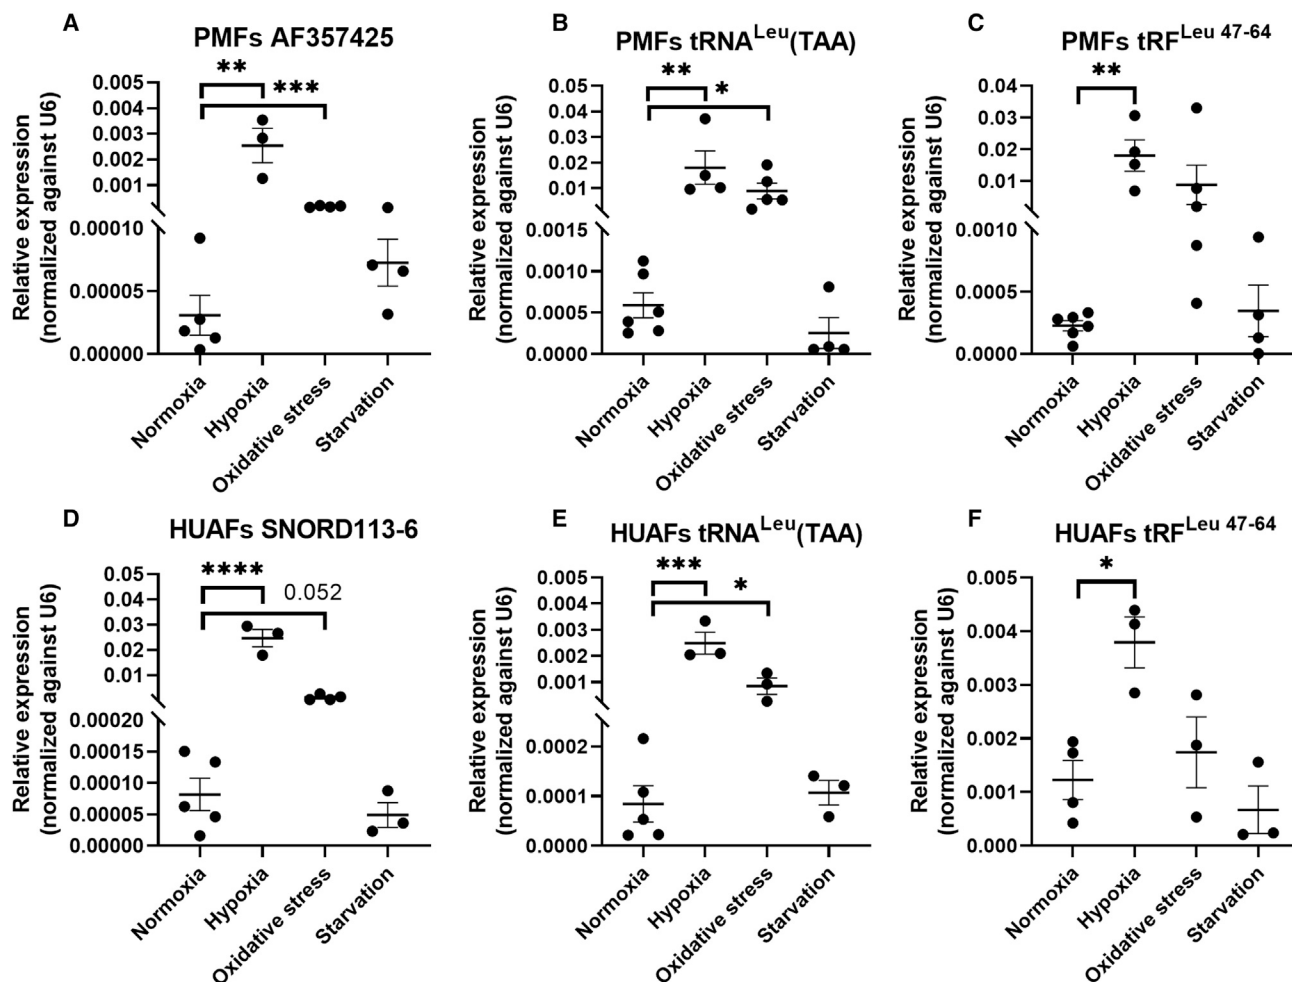 A
PMFs AF357425
Relative expression
(normalized against U6)
**
***
0.005
0.004
0.003
0.002
0.001
0.00010
0.00005
0.00000
Normoxia
Hypoxia
Oxidative stress
Starvation
B
PMFs tRNA^Leu(TAA)
Relative expression
(normalized against U6)
**
*
0.05
0.04
0.03
0.02
0.01
0.0015
0.0010
0.0005
0.0000
Normoxia
Hypoxia
Oxidative stress
Starvation
C
PMFs tRF^Leu 47-64
Relative expression
(normalized against U6)
**
0.04
0.03
0.02
0.01
0.0010
0.0005
0.0000
Normoxia
Hypoxia
Oxidative stress
Starvation
D
HUAFs SNORD113-6
Relative expression
(normalized against U6)
****
0.052
0.05
0.04
0.03
0.02
0.01
0.00020
0.00015
0.00010
0.00005
0.00000
Normoxia
Hypoxia
Oxidative stress
Starvation
E
HUAFs tRNA^Leu(TAA)
Relative expression
(normalized against U6)
***
*
0.005
0.004
0.003
0.002
0.001
0.0002
0.0001
0.0000
Normoxia
Hypoxia
Oxidative stress
Starvation
F
HUAFs tRF^Leu 47-64
Relative expression
(normalized against U6)
*
0.005
0.004
0.003
0.002
0.001
0.000
Normoxia
Hypoxia
Oxidative stress
Starvation